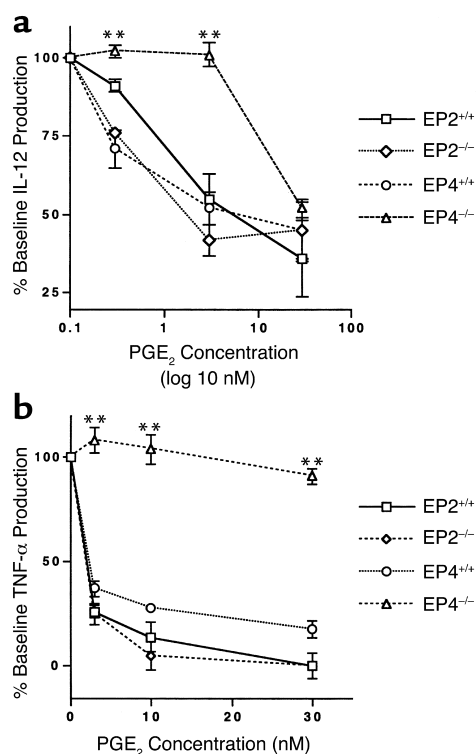 a
**
**
100
75
50
25
% Baseline IL-12 Production
0.1
1
10
100
PGE₂ Concentration
(log 10 nM)
EP2⁺/⁺
EP2⁻/⁻
EP4⁺/⁺
EP4⁻/⁻
b
**
**
**
100
50
0
% Baseline TNF-α Production
0
10
20
30
PGE₂ Concentration (nM)
EP2⁺/⁺
EP2⁻/⁻
EP4⁺/⁺
EP4⁻/⁻